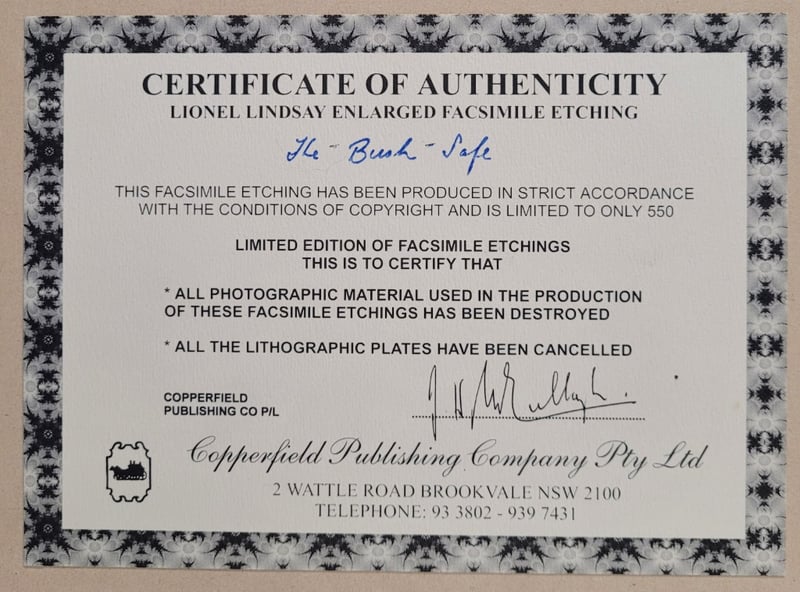 CERTIFICATE OF AUTHENTICITY
LIONEL LINDSAY ENLARGED FACSIMILE ETCHING
The - Bush - Safe
THIS FACSIMILE ETCHING HAS BEEN PRODUCED IN STRICT ACCORDANCE
WITH THE CONDITIONS OF COPYRIGHT AND IS LIMITED TO ONLY 550
LIMITED EDITION OF FACSIMILE ETCHINGS
THIS IS TO CERTIFY THAT
* ALL PHOTOGRAPHIC MATERIAL USED IN THE PRODUCTION
OF THESE FACSIMILE ETCHINGS HAS BEEN DESTROYED
* ALL THE LITHOGRAPHIC PLATES HAVE BEEN CANCELLED
COPPERFIELD
PUBLISHING CO P/L
Copperfield Publishing Company Pty Ltd
2 WATTLE ROAD BROOKVALE NSW 2100
TELEPHONE: 93 3802 - 939 7431